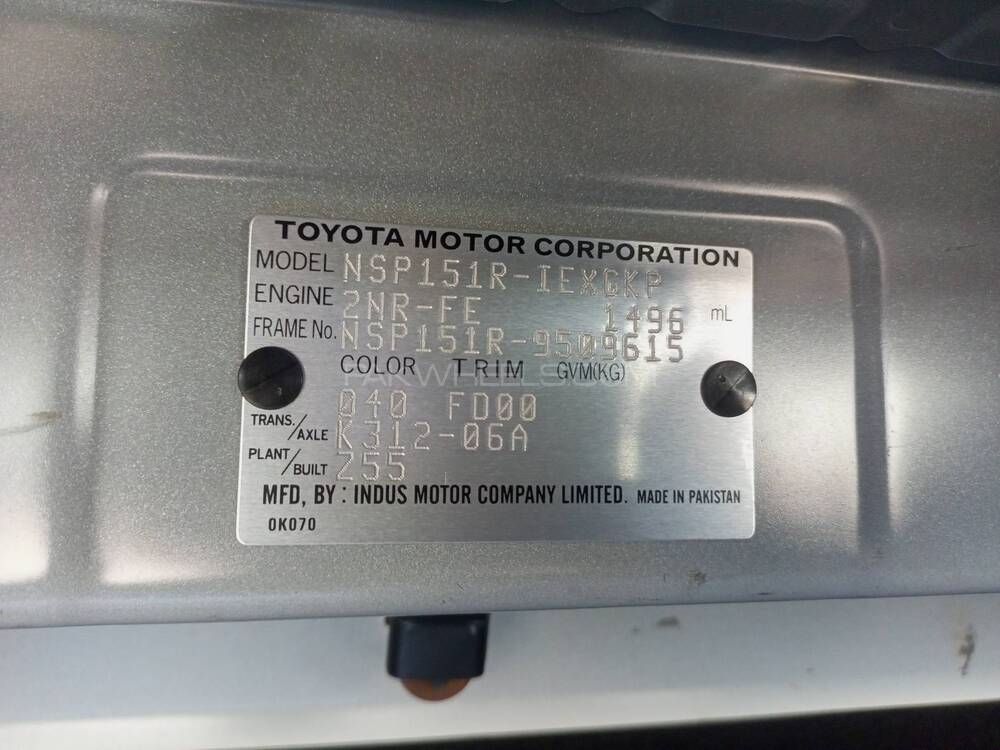 TOYOTA MOTOR CORPORATION
MODEL NSP151R-IEXGKP
ENGINE 2NR-FE 1496 mL
FRAME No. NSP151R-9509615
COLOR TRIM GVM(KG)
040 FD00
TRANS./AXLE K312-06A
PLANT/BUILT Z55
MFD, BY : INDUS MOTOR COMPANY LIMITED. MADE IN PAKISTAN
0K070
PAKWHEELS.COM